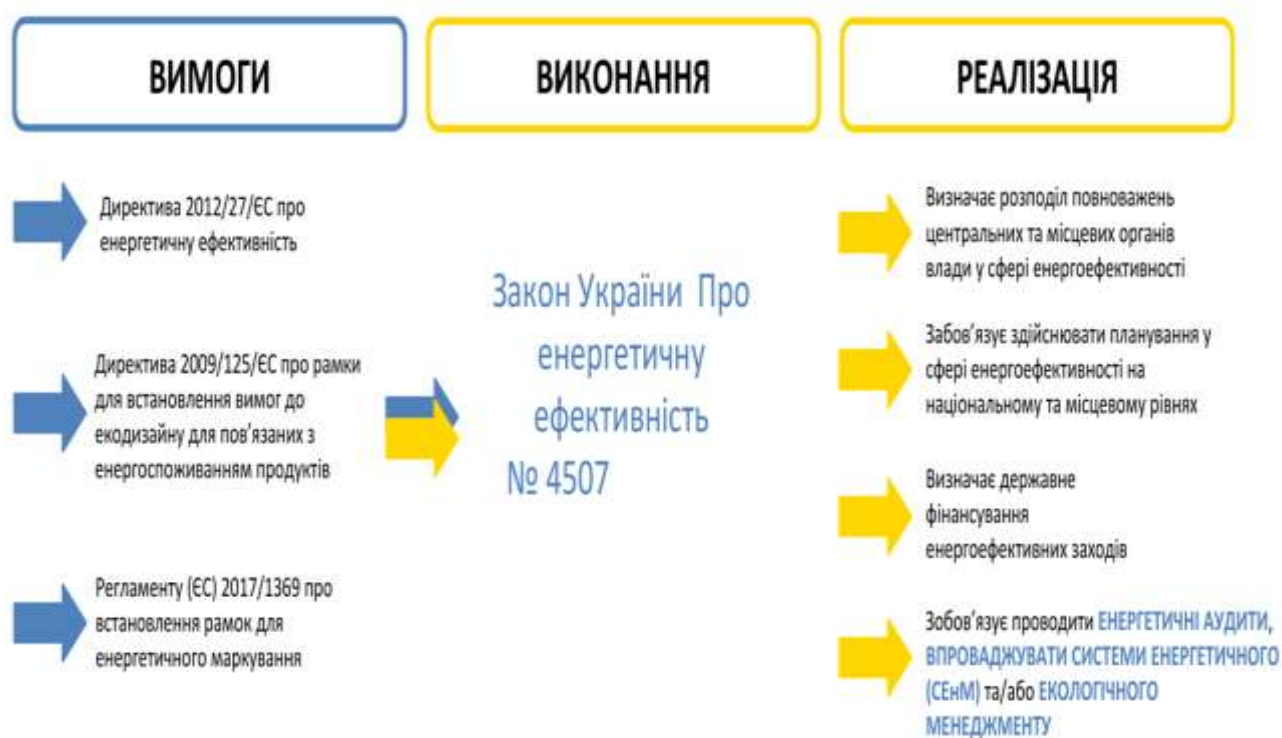 ВИМОГИ
ВИКОНАННЯ
РЕАЛІЗАЦІЯ
Директива 2012/27/ЄС про
енергетичну ефективність
Директива 2009/125/ЄС про рамки
для встановлення вимог до
екодизайну для пов’язаних з
енергоспоживанням продуктів
Регламенту (ЄС) 2017/1369 про
встановлення рамок для
енергетичного маркування
Закон України Про
енергетичну
ефективність
№ 4507
Визначає розподіл повноважень
центральних та місцевих органів
влади у сфері енергоефективності
Забов’язує здійснювати планування у
сфері енергоефективності на
національному та місцевому рівнях
Визначає державне
фінансування
енергоефективних заходів
Зобов’язує проводити ЕНЕРГЕТИЧНІ АУДИТИ,
ВПРОВАДЖУВАТИ СИСТЕМИ ЕНЕРГЕТИЧНОГО
(СЕнМ) та/або ЕКОЛОГІЧНОГО
МЕНЕДЖМЕНТУ